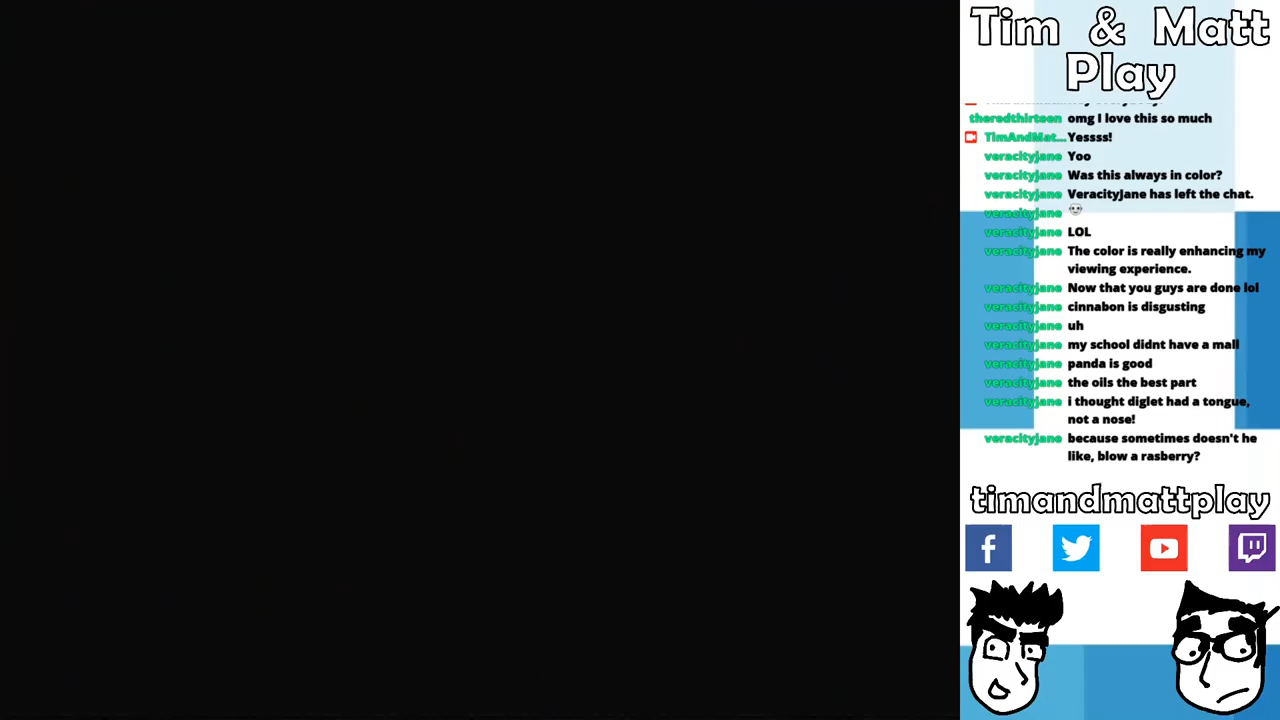 Tim & Matt
Play
theredthirteen omg I love this so much
TimAndMat... Yessss!
veracityjane Yoo
veracityjane Was this always in color?
veracityjane VeracityJane has left the chat.
veracityjane
veracityjane LOL
veracityjane The color is really enhancing my
viewing experience.
veracityjane Now that you guys are done lol
veracityjane cinnabon is disgusting
veracityjane uh
veracityjane my school didnt have a mall
veracityjane panda is good
veracityjane the oils the best part
veracityjane i thought diglet had a tongue,
not a nose!
veracityjane because sometimes doesn't he
like, blow a rasberry?
timandmattplay